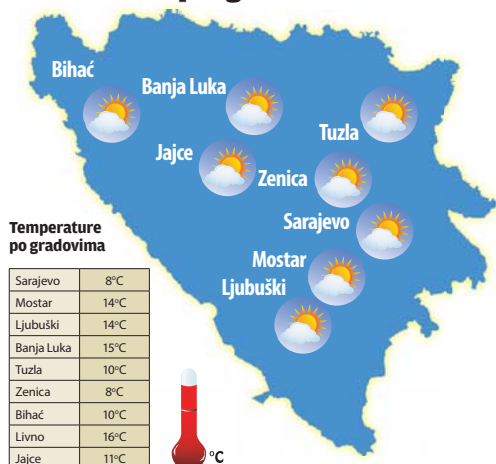 Bihać
Banja Luka
Tuzla
Jajce
Zenica
Sarajevo
Mostar
Ljubuški
Temperature
po gradovima
Sarajevo 8°C
Mostar 14°C
Ljubuški 14°C
Banja Luka 15°C
Tuzla 10°C
Zenica 8°C
Bihać 10°C
Livno 16°C
Jajce 11°C
°C